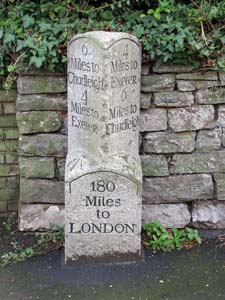 6
Miles to
Chudleigh
4
Miles to
Exeter
4
Miles to
Exeter
6
Miles to
Chudleigh
180
Miles
to
LONDON